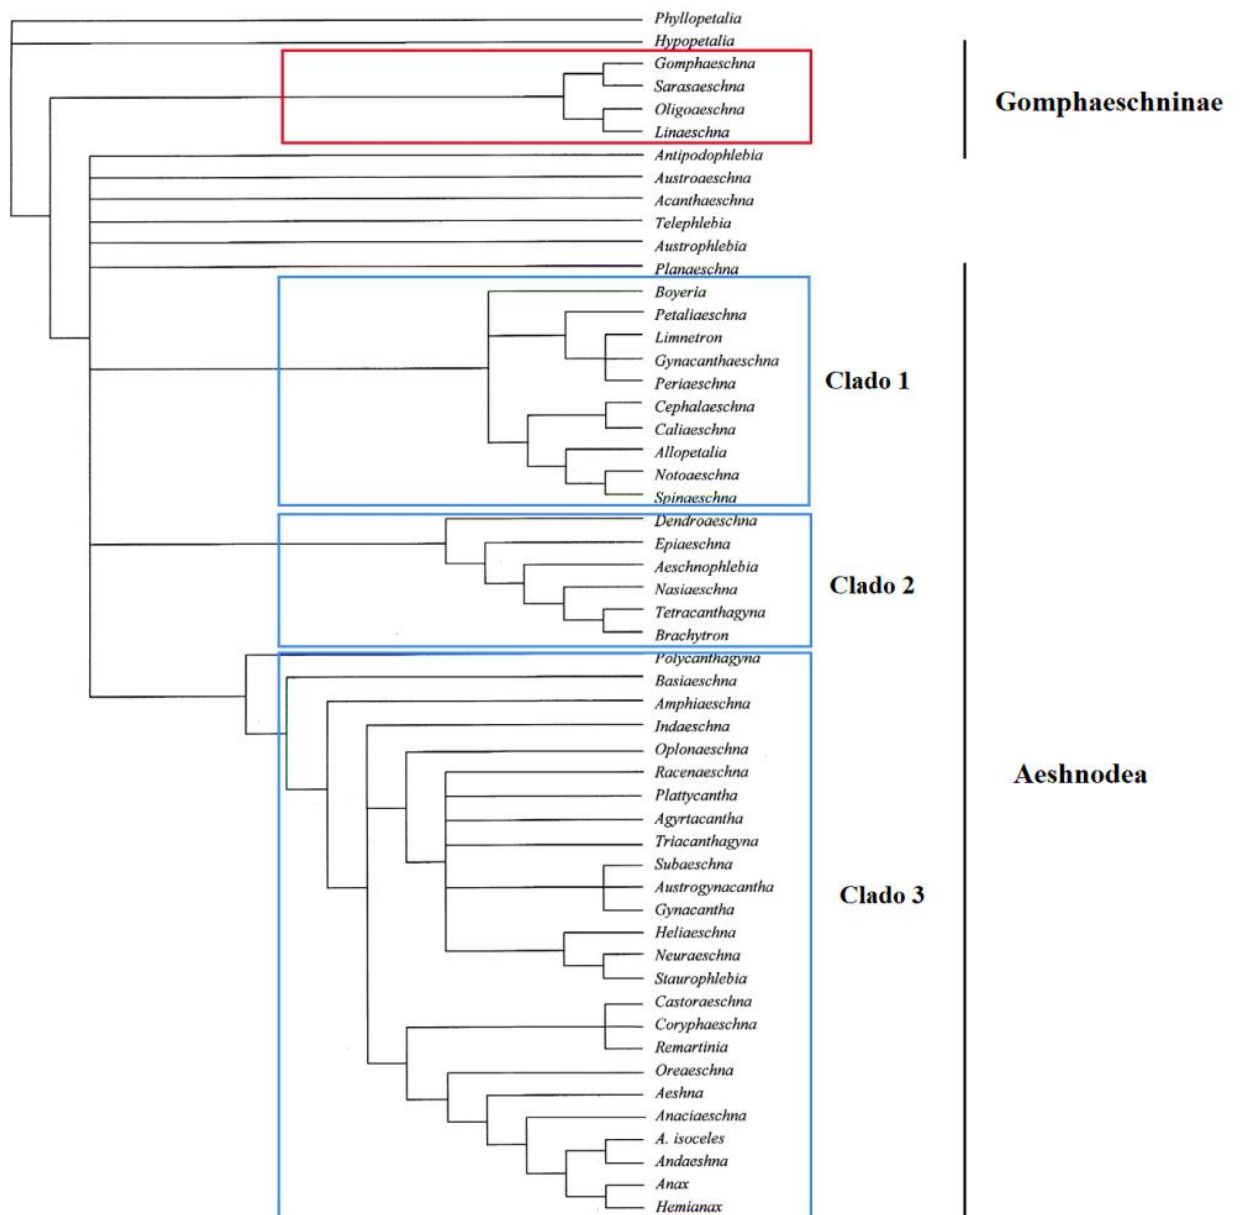 Phyllopetalia
Hypopetalia
Gomphaeschna
Sarasaeschna
Oligoaeschna
Linaeschna
Gomphaeschninae
Antipodophlebia
Austroaeschna
Acanthaeschna
Telephlebia
Austrophlebia
Planaeschna
Boyeria
Petaliaeschna
Limnetron
Gynacanthaeschna
Periaeschna
Clado 1
Cephalaeschna
Caliaeschna
Allopetalia
Notoaeschna
Spinaeschna
Dendroaeschna
Epiaeschna
Aeschnophlebia
Nasiaeschna
Clado 2
Tetracanthagyna
Brachytron
Polycanthagyna
Basiaeschna
Amphiaeschna
Indaeschna
Oplonaeschna
Racenaeschna
Aeshnodea
Plattycantha
Agyrtacantha
Triacanthagyna
Subaeschna
Austrogynacantha
Clado 3
Gynacantha
Heliaeschna
Neuraeschna
Staurophlebia
Castoraeschna
Coryphaeschna
Remartinia
Oreaeschna
Aeshna
Anaciaeschna
A. isoceles
Andaeshna
Anax
Hemianax